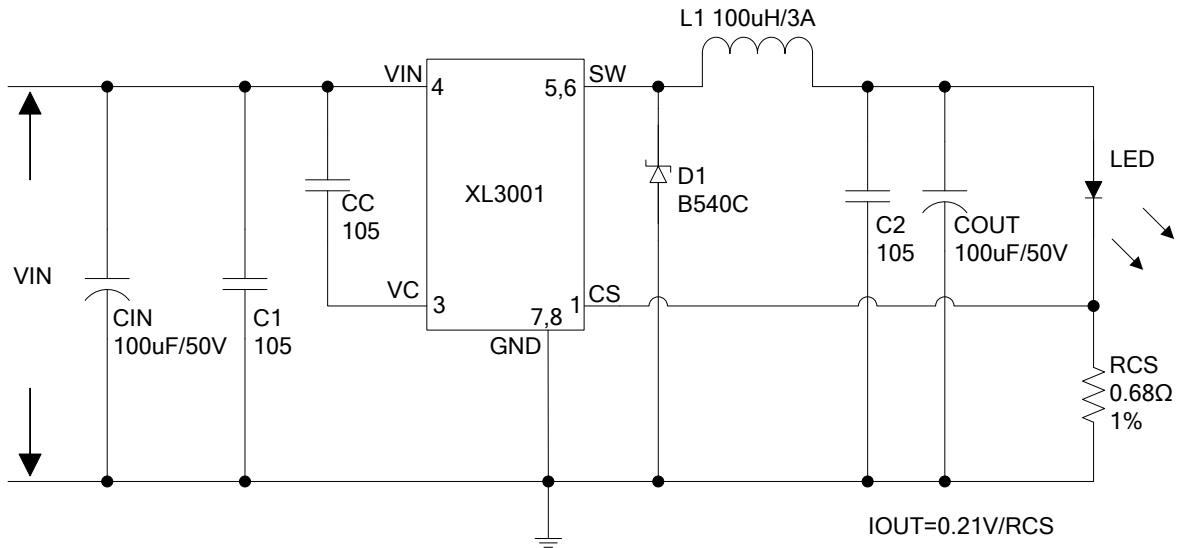 L1 100uH/3A
VIN
4
5,6
SW
LED
CC
105
XL3001
D1
B540C
C2
105
COUT
100uF/50V
VIN
VC
3
1
CS
7,8
GND
CIN
100uF/50V
C1
105
RCS
0.68Ω
1%
IOUT=0.21V/RCS